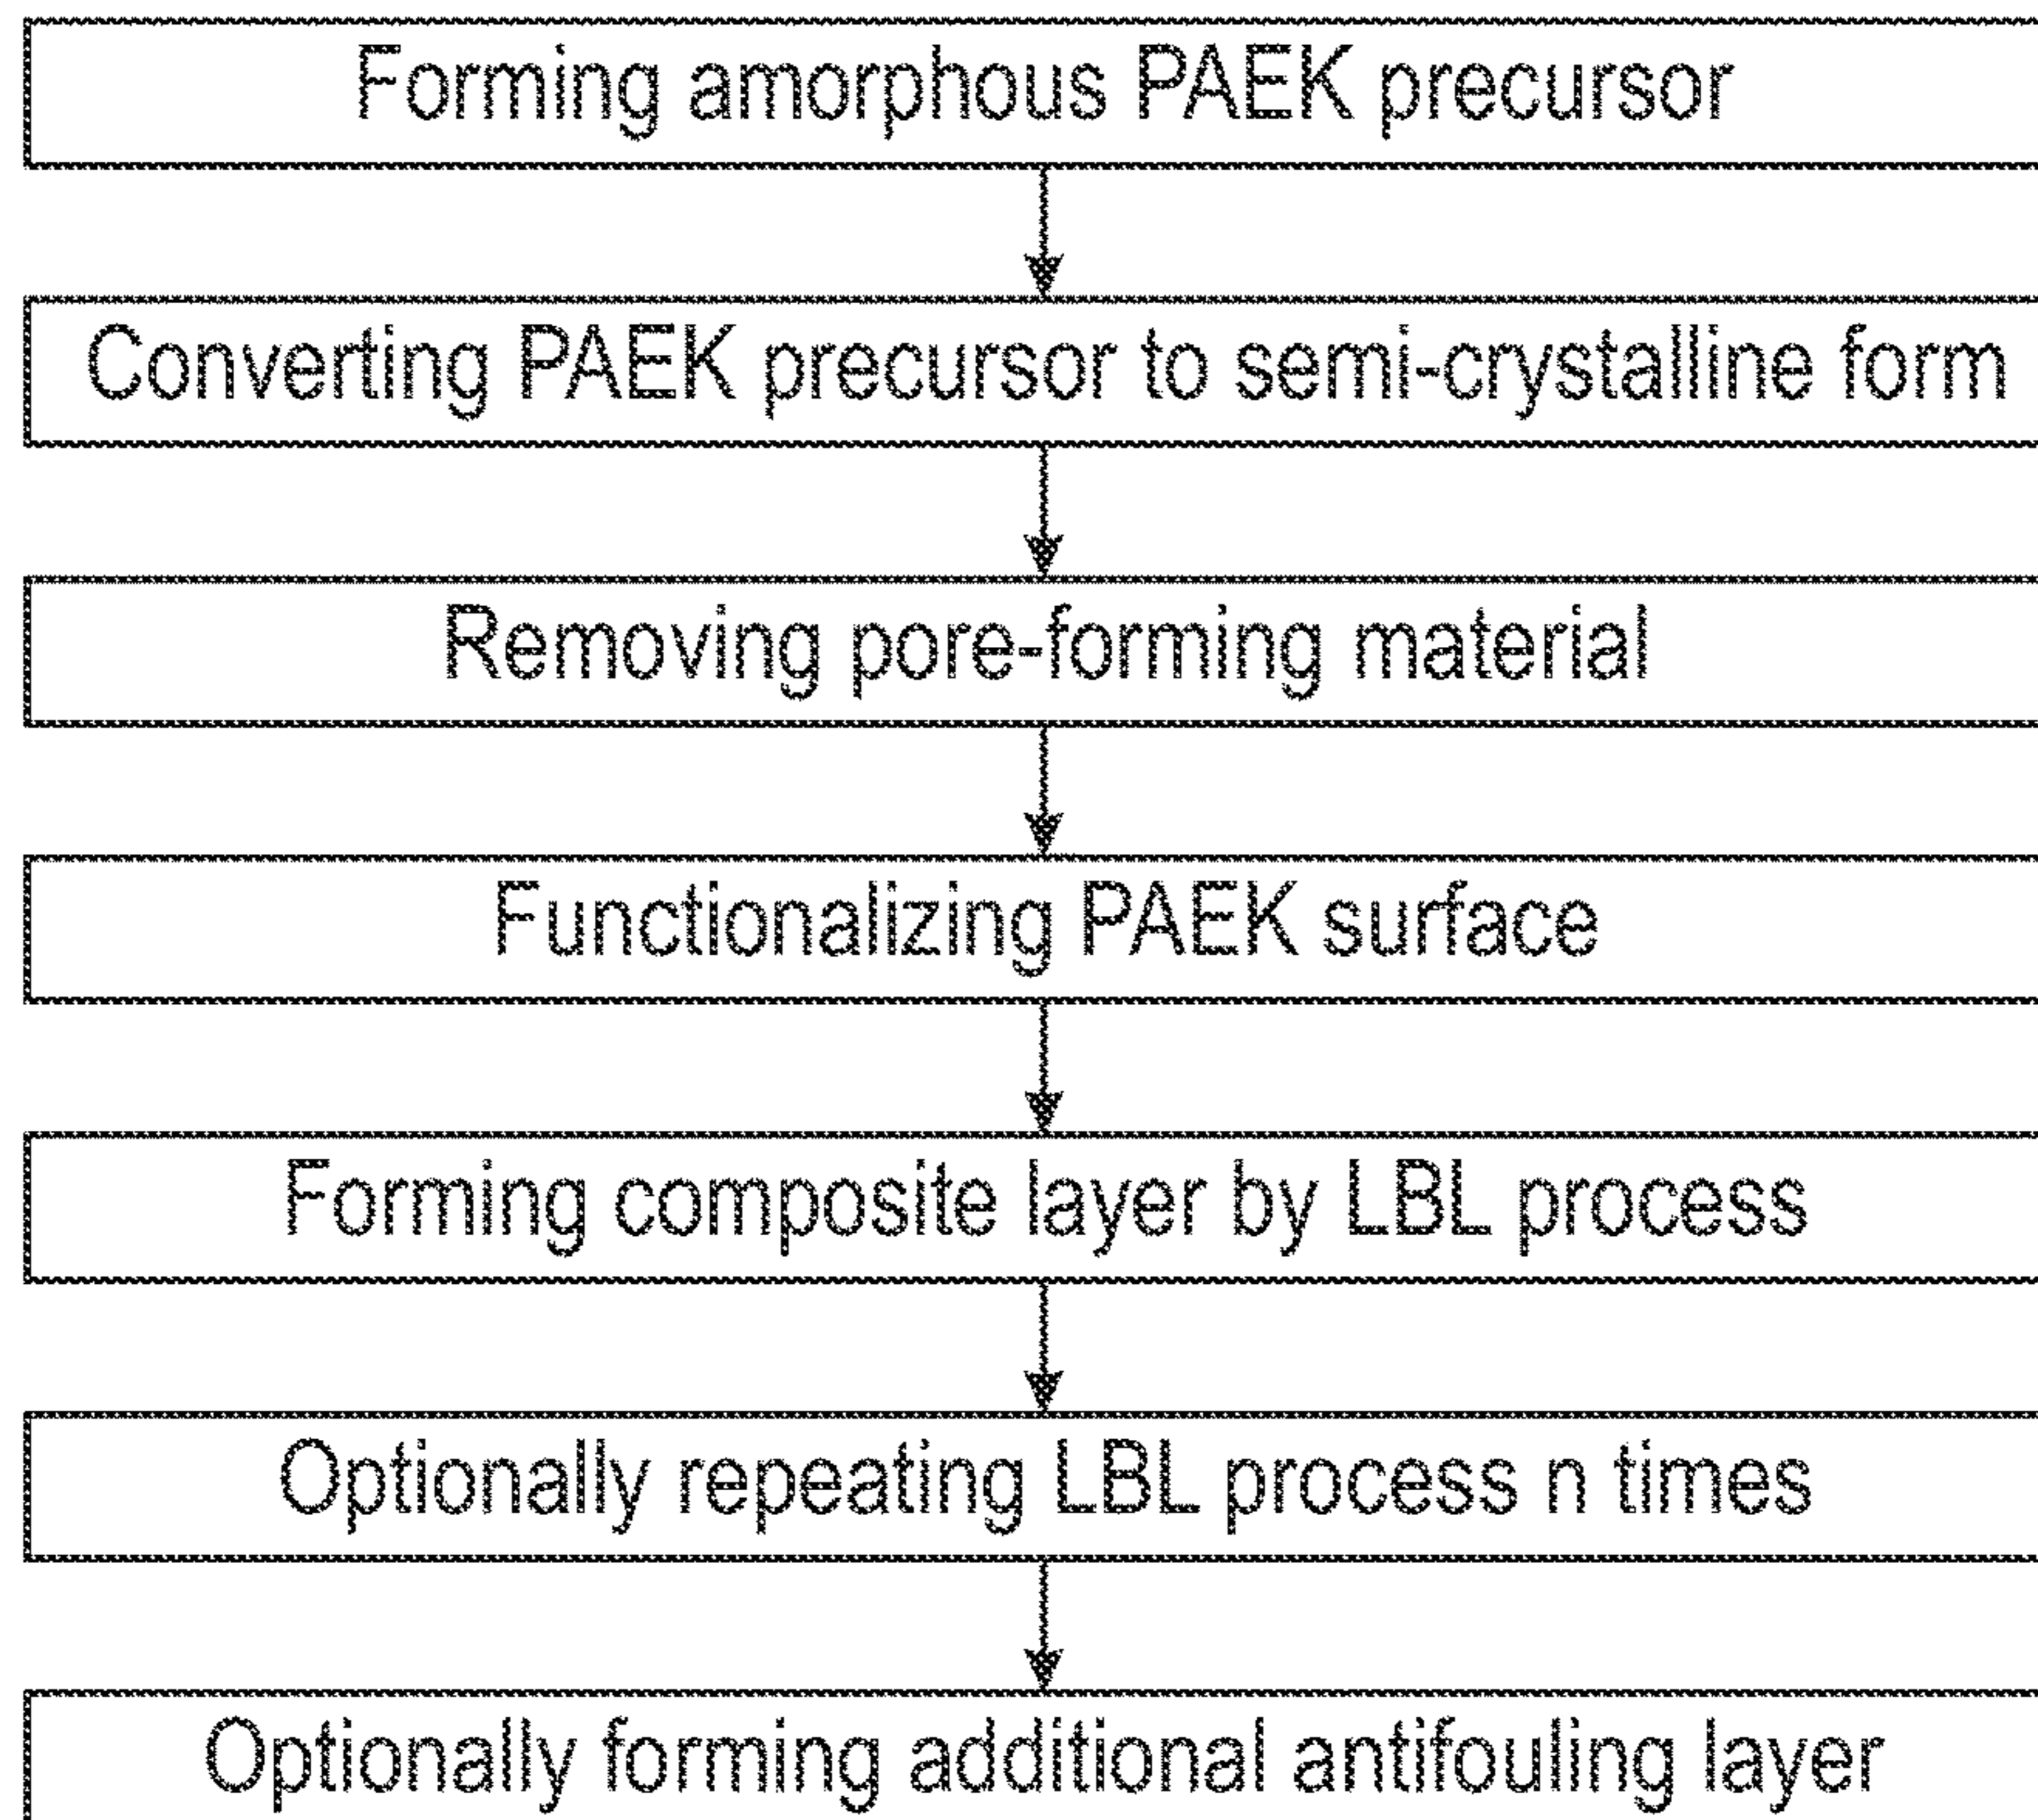 Forming amorphous PAEK precursor
Converting PAEK precursor to semi-crystalline form
Removing pore-forming material
Functionalizing PAEK surface
Forming composite layer by LBL process
Optionally repeating LBL process n times
Optionally forming additional antifouling layer